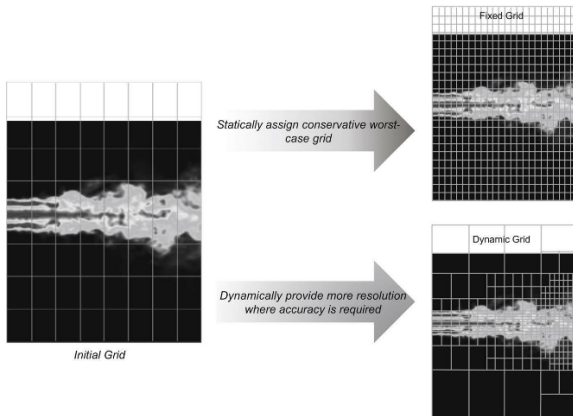 Fixed Grid
Statically assign conservative worst-
case grid
Dynamic Grid
Dynamically provide more resolution
where accuracy is required
Initial Grid